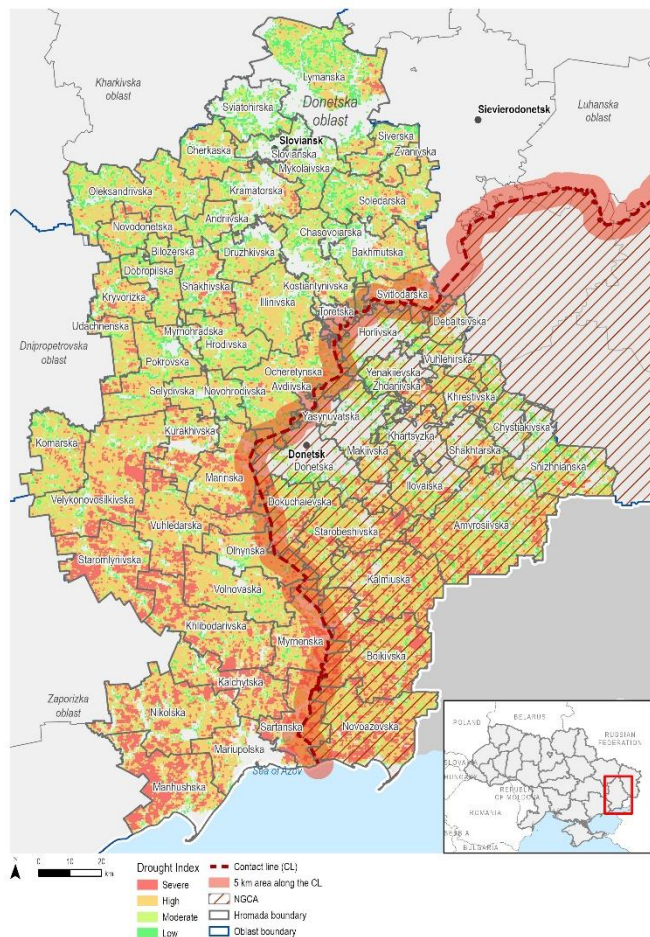 Kharkivska
oblast
Lymanska
Donetska
oblast
Sviatohirska
Sievierodonetsk
Luhanska
oblast
Sloviansk
Cherkaska
Slovianska
Mykolaivska
Siverska
Zvanivska
Oleksandrivska
Kramatorska
Soledarska
Novodonetska
Andriivska
Chasovoiarska
Bilozerska
Druzhkivska
Bakhmutska
Dobropilska
Shakhivska
Kostiantynivska
Kryvorizka
Illinivska
Svitlodarska
Toretska
Udachnenska
Mymohradska
Horlivska
Debaltsivska
Dnipropetrovska
oblast
Hrodivska
Pokrovska
Ocheretynska
Vuhlehirska
Yenakiievska
Zhdanivska
Selydivska
Novohrodivska
Avdiivska
Khrestivska
Yasynuvatska
Chystiakivska
Komarska
Kurakhivska
Khartsyzka
Donetsk
Donetska
Makiivska
Shakhtarska
Snizhnianska
Marinska
Ilovaiska
Velykonovosilkivska
Dokuchaievska
Vuhledarska
Starobeshivska
Amvrosiivska
Staromlynivska
Olhynska
Kalmiuska
Volnovaska
Khlibodarivska
Mymenska
Boikivska
Kalchytska
Zaporizka
oblast
Nikolska
Sartanska
Novoazovska
Mariupolska
Sea of Azov
Manhushska
POLAND
BELARUS
RUSSIAN
FEDERATION
SLOVAKIA
HUNGARY
REPUBLIC
OF MOLDOVA
ROMANIA
SERBIA
BULGARIA
N
0 10 20
km
Drought Index
Severe
High
Moderate
Low
Contact line (CL)
5 km area along the CL
NGCA
Hromada boundary
Oblast boundary